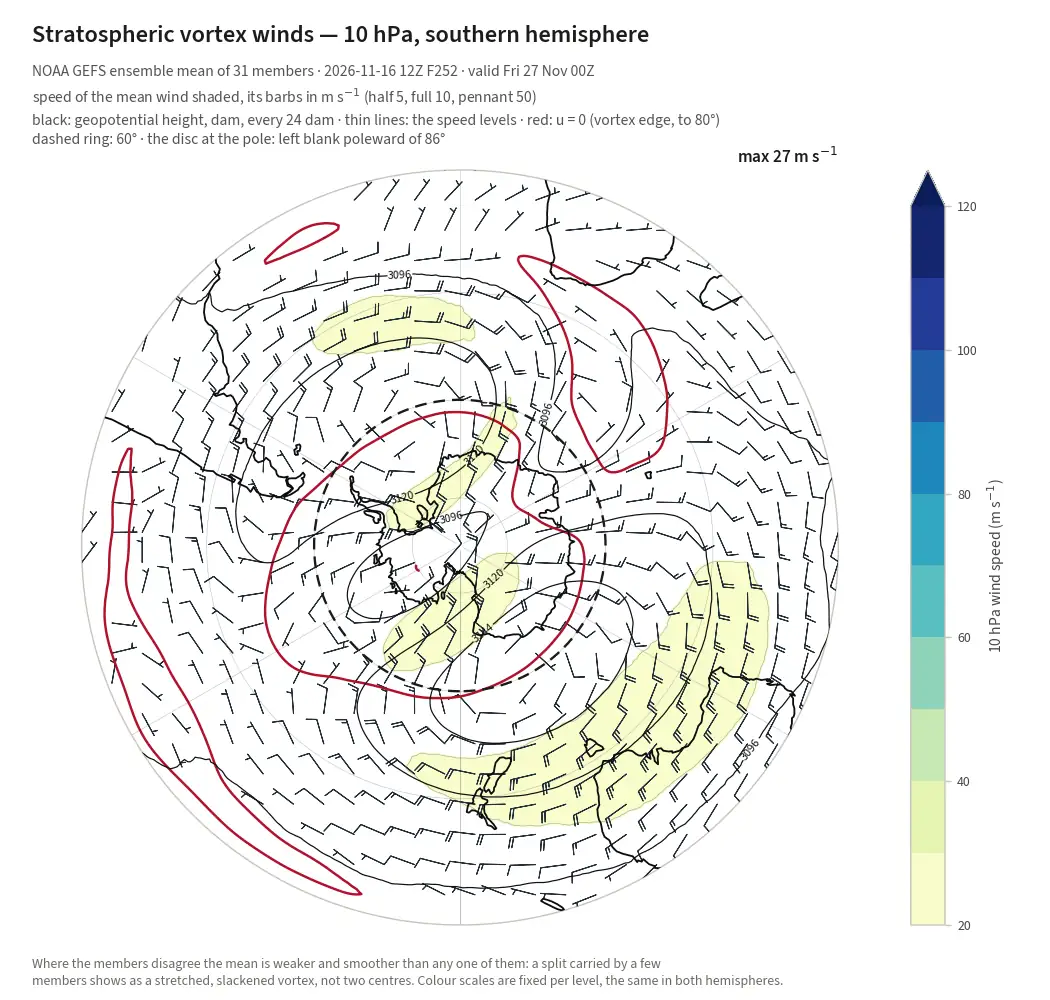 Stratospheric vortex winds — 10 hPa, southern hemisphere
NOAA GEFS ensemble mean of 31 members · 2026-11-16 12Z F252 · valid Fri 27 Nov 00Z
speed of the mean wind shaded, its barbs in m s⁻¹ (half 5, full 10, pennant 50)
black: geopotential height, dam, every 24 dam · thin lines: the speed levels · red: u = 0 (vortex edge, to 80°)
dashed ring: 60° · the disc at the pole: left blank poleward of 86°
max 27 m s⁻¹
120
100
80
60
40
20
10 hPa wind speed (m s⁻¹)
3096
3096
3120
3120
3096
3120
3096
Where the members disagree the mean is weaker and smoother than any one of them: a split carried by a few
members shows as a stretched, slackened vortex, not two centres. Colour scales are fixed per level, the same in both hemispheres.